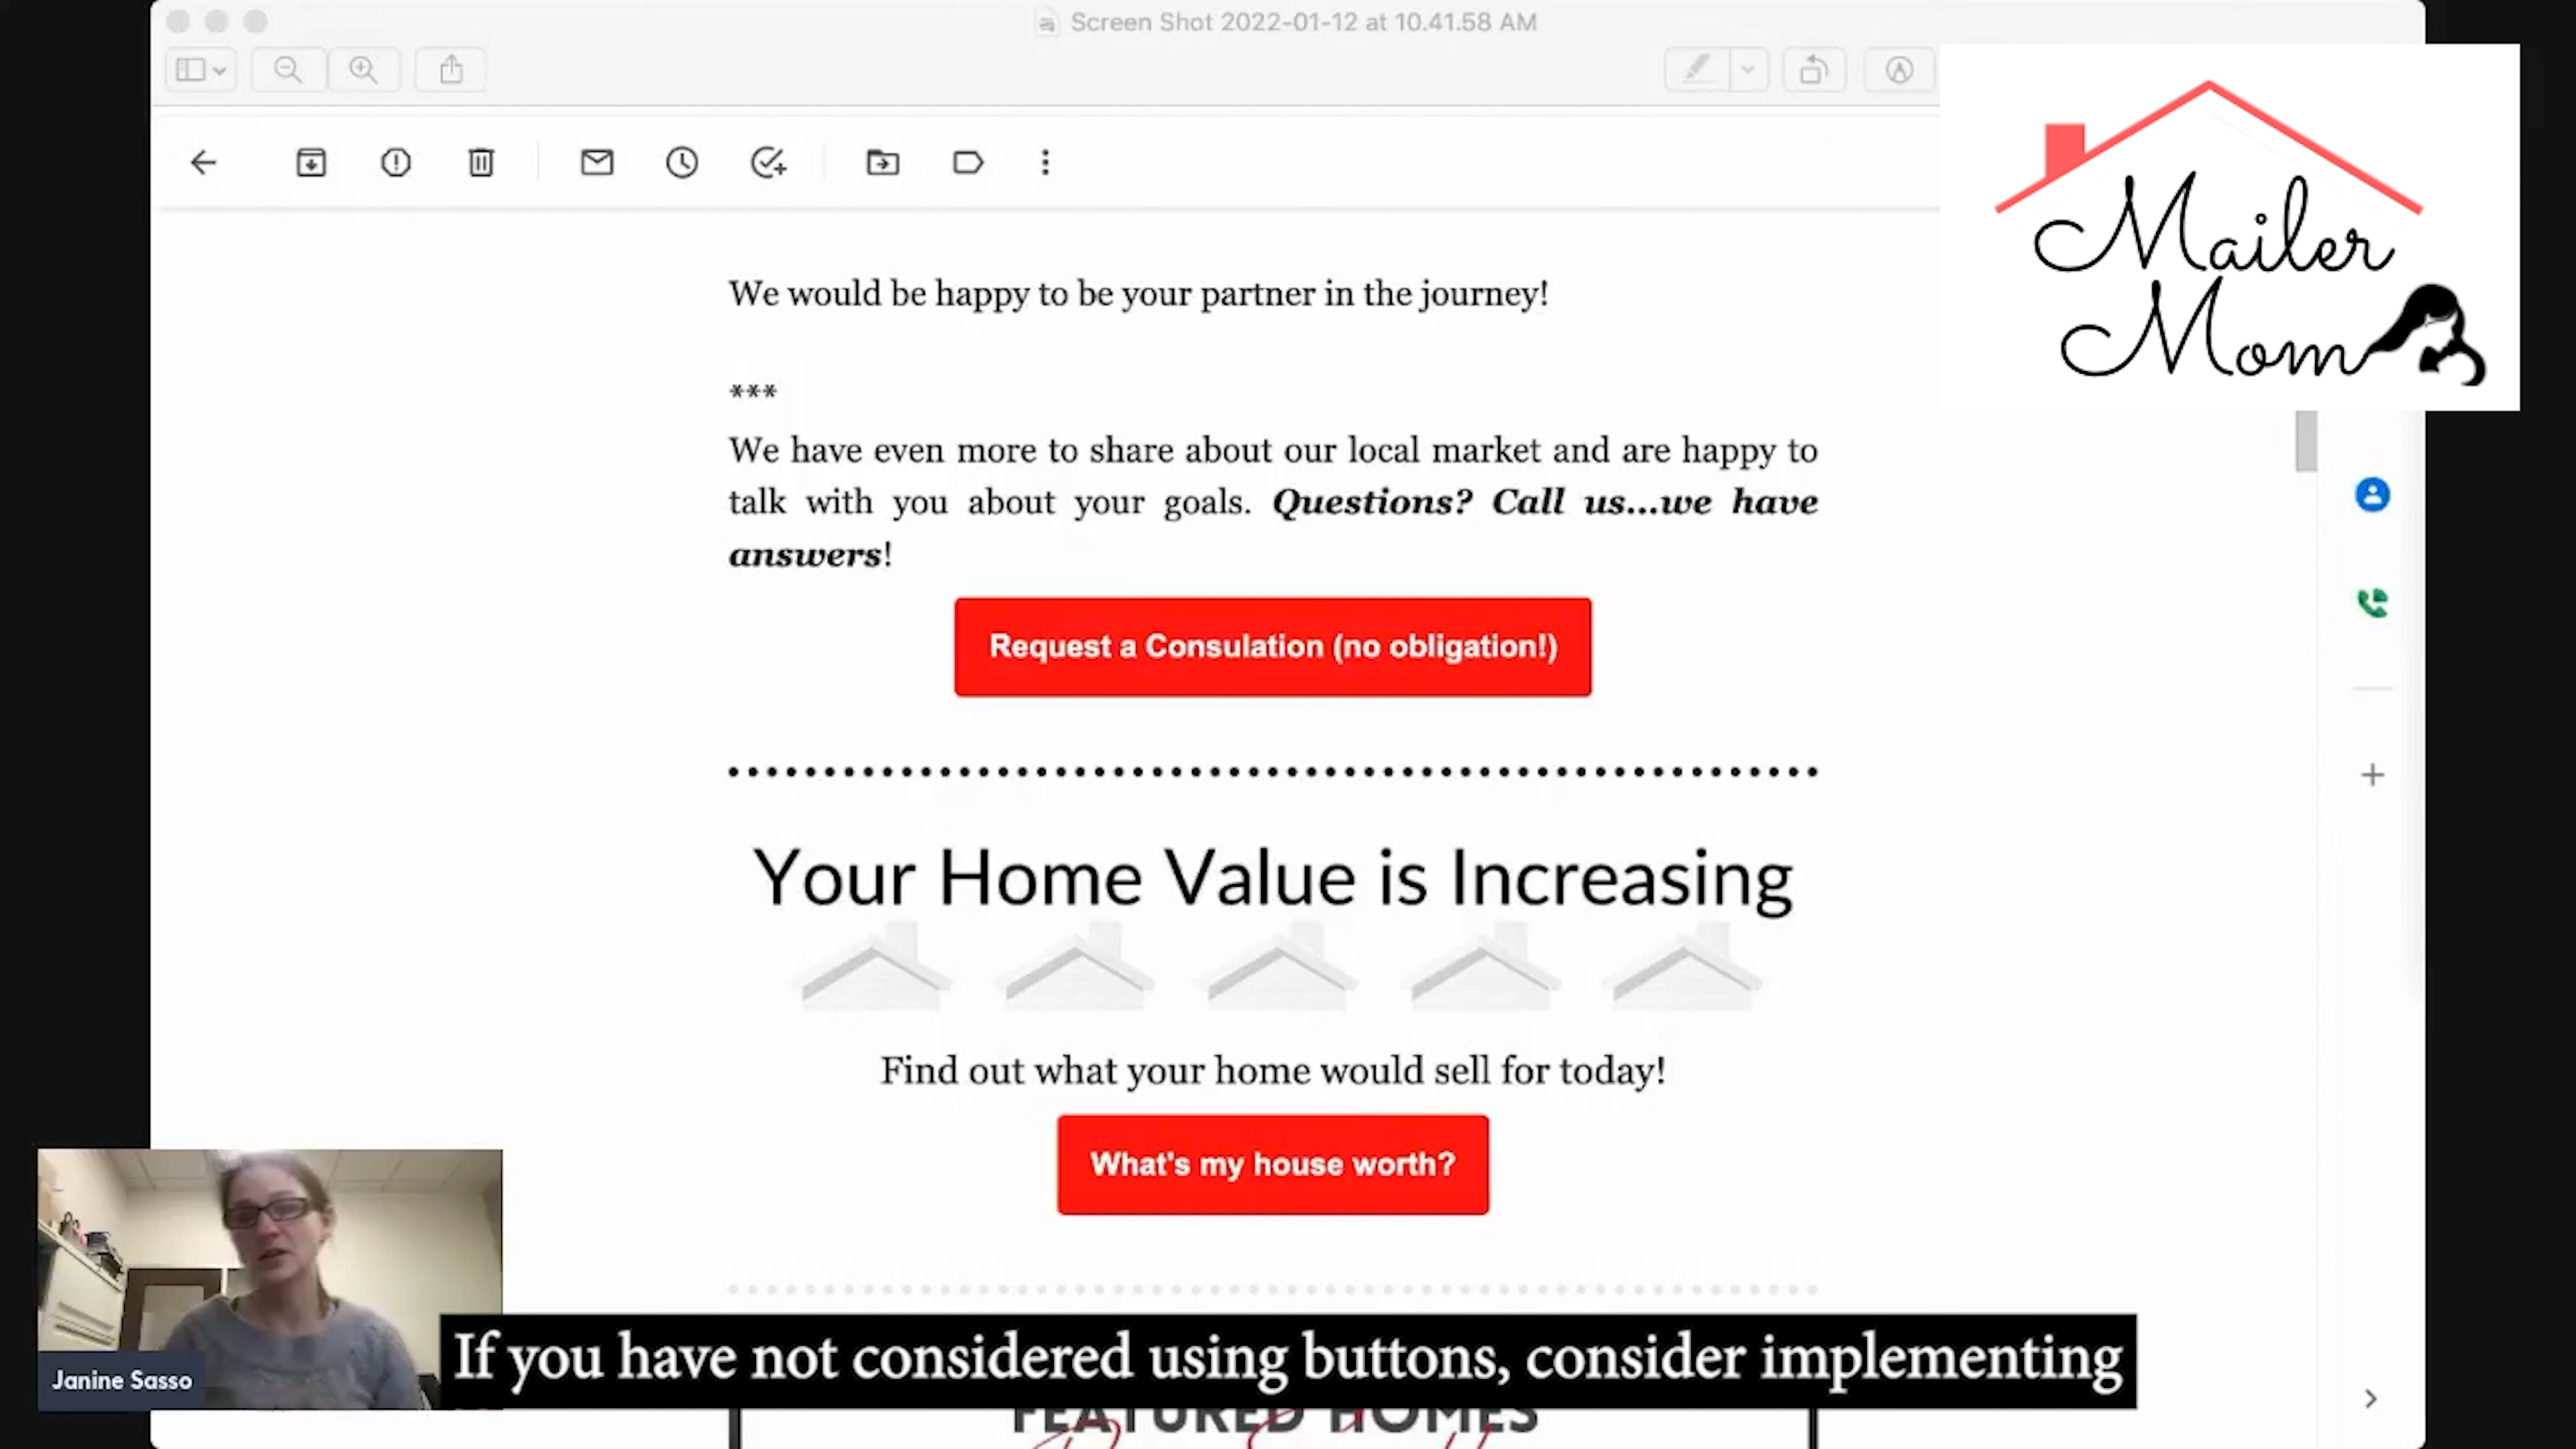 Screen Shot 2022-01-12 at 10.41.58 AM
Mailer
Mom
We would be happy to be your partner in the journey!
***
We have even more to share about our local market and are happy to
talk with you about your goals. Questions? Call us...we have
answers!
Request a Consulation (no obligation!)
Your Home Value is Increasing
Find out what your home would sell for today!
What's my house worth?
Janine Sasso
If you have not considered using buttons, consider implementing
FEATURED HOMES